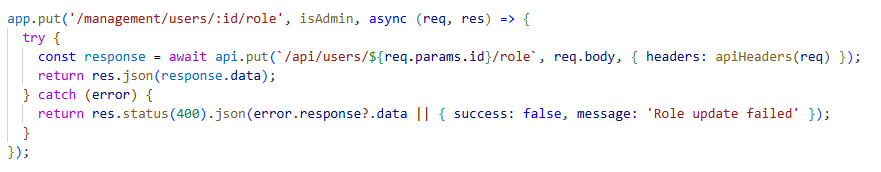 app.put('/management/users/:id/role', isAdmin, async (req, res) => {
  try {
    const response = await api.put(`/api/users/${req.params.id}/role`, req.body, { headers: apiHeaders(req) });
    return res.json(response.data);
  } catch (error) {
    return res.status(400).json(error.response?.data || { success: false, message: 'Role update failed' });
  }
});